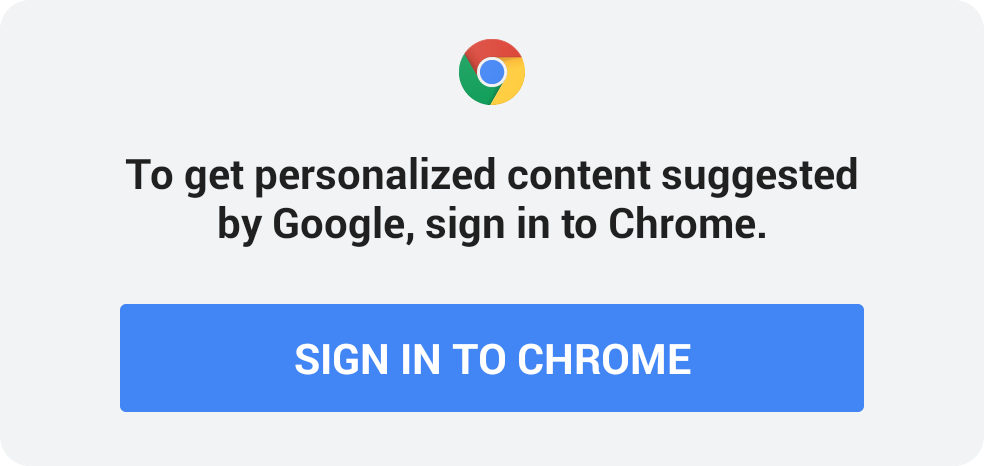 To get personalized content suggested
by Google, sign in to Chrome.
SIGN IN TO CHROME